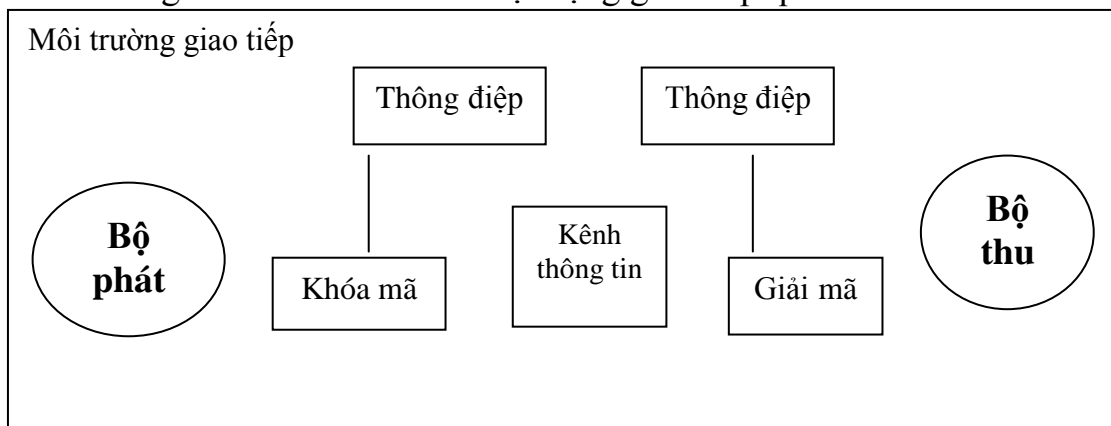 Môi trường giao tiếp
Thông điệp
Thông điệp
Bộ
phát
Khóa mã
Kênh
thông tin
Giải mã
Bộ
thu